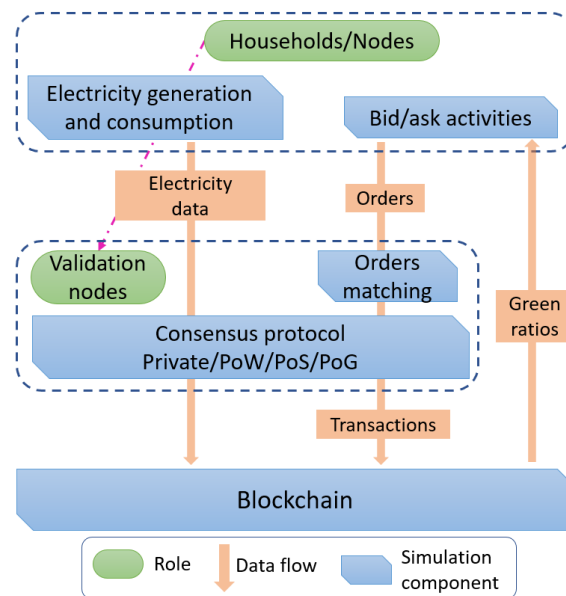 Households/Nodes
Electricity generation
and consumption
Bid/ask activities
Electricity
data
Orders
Validation
nodes
Orders
matching
Green
ratios
Consensus protocol
Private/PoW/PoS/PoG
Transactions
Blockchain
Role
Data flow
Simulation
component